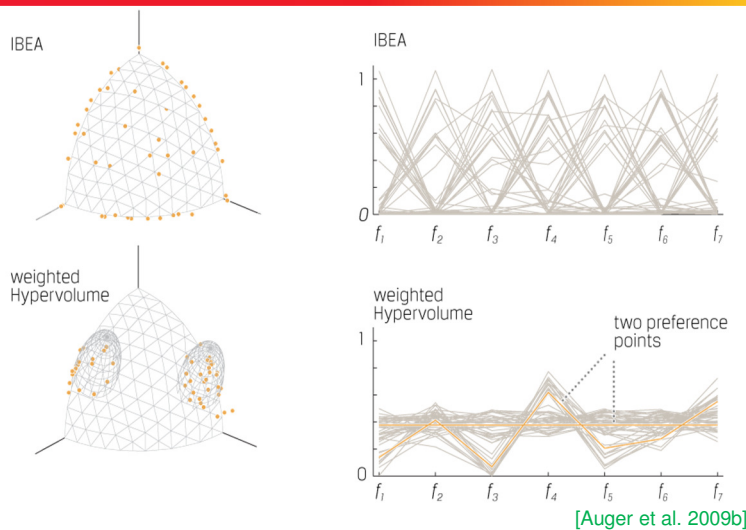 IBEA
IBEA
1
0
f1 f2 f3 f4 f5 f6 f7
weighted
Hypervolume
weighted
Hypervolume
two preference
points
1
0
f1 f2 f3 f4 f5 f6 f7
[Auger et al. 2009b]